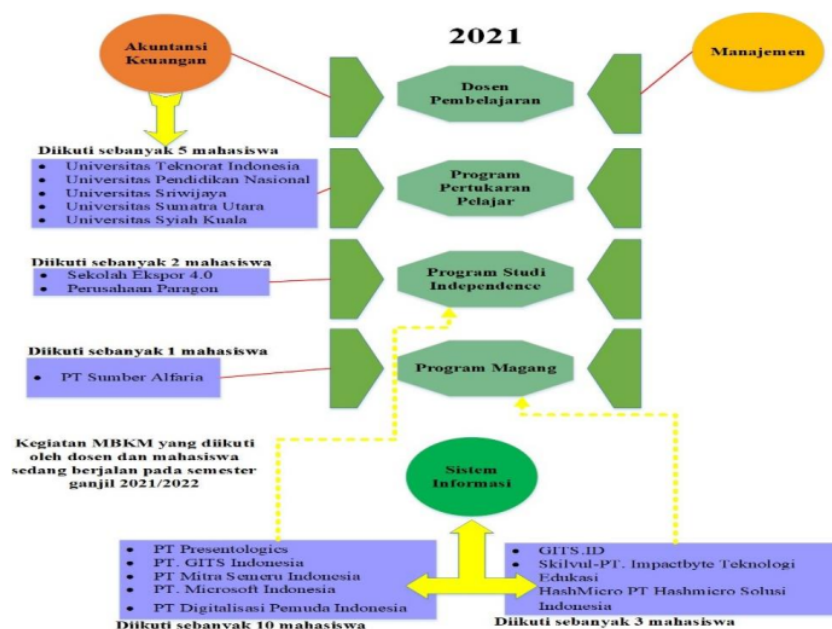 Akuntansi
Keuangan
2021
Manajemen
Dosen
Pembelajaran
Diikuti sebanyak 5 mahasiswa
• Universitas Teknorat Indonesia
• Universitas Pendidikan Nasional
• Universitas Sriwijaya
• Universitas Sumatra Utara
• Universitas Syiah Kuala
Program
Pertukaran
Pelajar
Diikuti sebanyak 2 mahasiswa
• Sekolah Ekspor 4.0
• Perusahaan Paragon
Program Studi
Independence
Diikuti sebanyak 1 mahasiswa
• PT Sumber Alfaria
Program Magang
Kegiatan MBKM yang diikuti
oleh dosen dan mahasiswa
sedang berjalan pada semester
ganjil 2021/2022
Sistem
Informasi
• PT Presentologics
• PT. GITS Indonesia
• PT Mitra Semeru Indonesia
• PT. Microsoft Indonesia
• PT Digitalisasi Pemuda Indonesia
Diikuti sebanyak 10 mahasiswa
• GITS.ID
• Skilvul-PT. Impactbyte Teknologi
Edukasi
• HashMicro PT Hashmicro Solusi
Indonesia
Diikuti sebanyak 3 mahasiswa